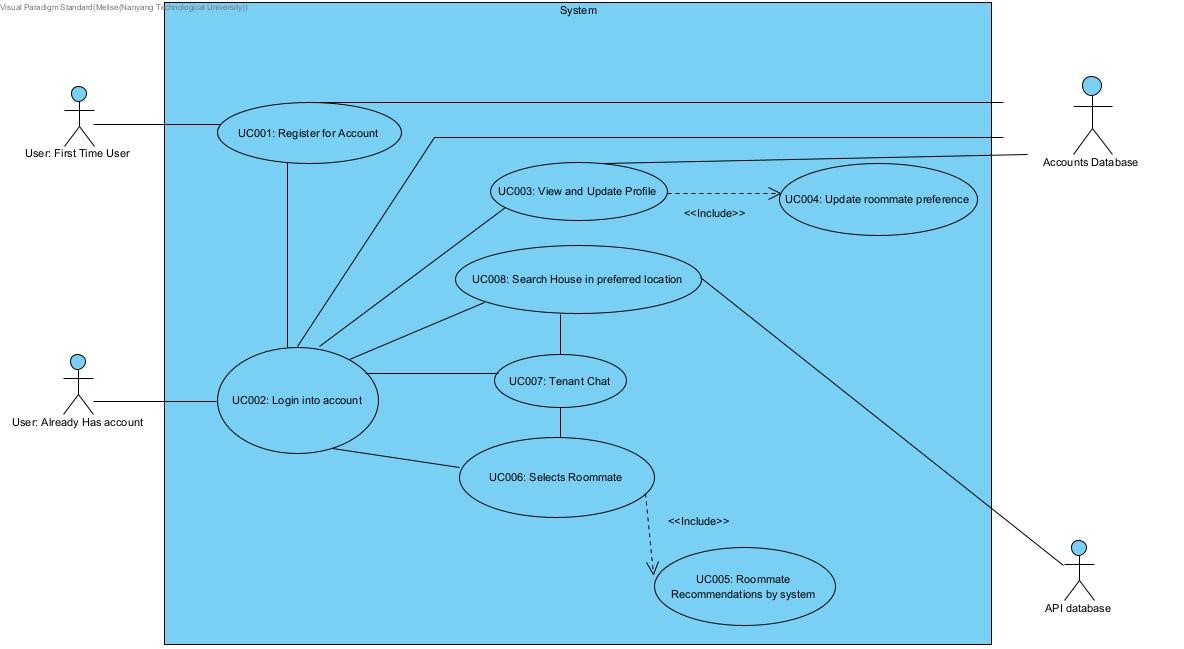 Visual Paradigm Standard(Melise(Nanyang Technological University))
System
UC001: Register for Account
User: First Time User
Accounts Database
UC003: View and Update Profile
UC004: Update roommate preference
<<Include>>
UC008: Search House in preferred location
UC007: Tenant Chat
UC002: Login into account
User: Already Has account
UC006: Selects Roommate
<<Include>>
UC005: Roommate
Recommendations by system
API database